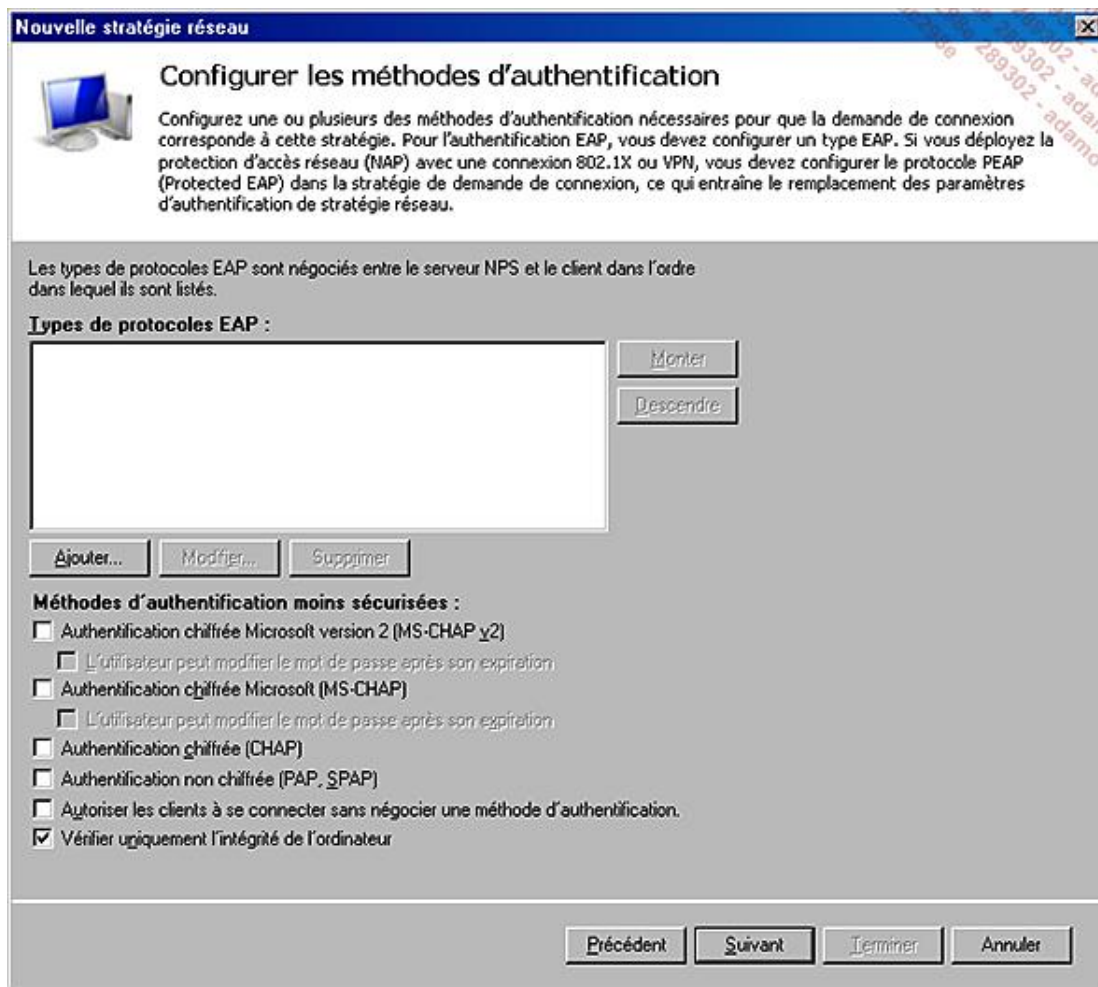 Nouvelle stratégie réseau
Configurer les méthodes d'authentification
Configurez une ou plusieurs des méthodes d'authentification nécessaires pour que la demande de connexion
corresponde à cette stratégie. Pour l'authentification EAP, vous devez configurer un type EAP. Si vous déployez la
protection d'accès réseau (NAP) avec une connexion 802.1X ou VPN, vous devez configurer le protocole PEAP
(Protected EAP) dans la stratégie de demande de connexion, ce qui entraîne le remplacement des paramètres
d'authentification de stratégie réseau.
Les types de protocoles EAP sont négociés entre le serveur NPS et le client dans l'ordre
dans lequel ils sont listés.
Types de protocoles EAP :
Monter
Descendre
Ajouter... Modifier... Supprimer
Méthodes d'authentification moins sécurisées :
Authentification chiffrée Microsoft version 2 (MS-CHAP v2)
L'utilisateur peut modifier le mot de passe après son expiration
Authentification chiffrée Microsoft (MS-CHAP)
L'utilisateur peut modifier le mot de passe après son expiration
Authentification chiffrée (CHAP)
Authentification non chiffrée (PAP, SPAP)
Autoriser les clients à se connecter sans négocier une méthode d'authentification.
Vérifier uniquement l'intégrité de l'ordinateur
Précédent Suivant Terminer Annuler